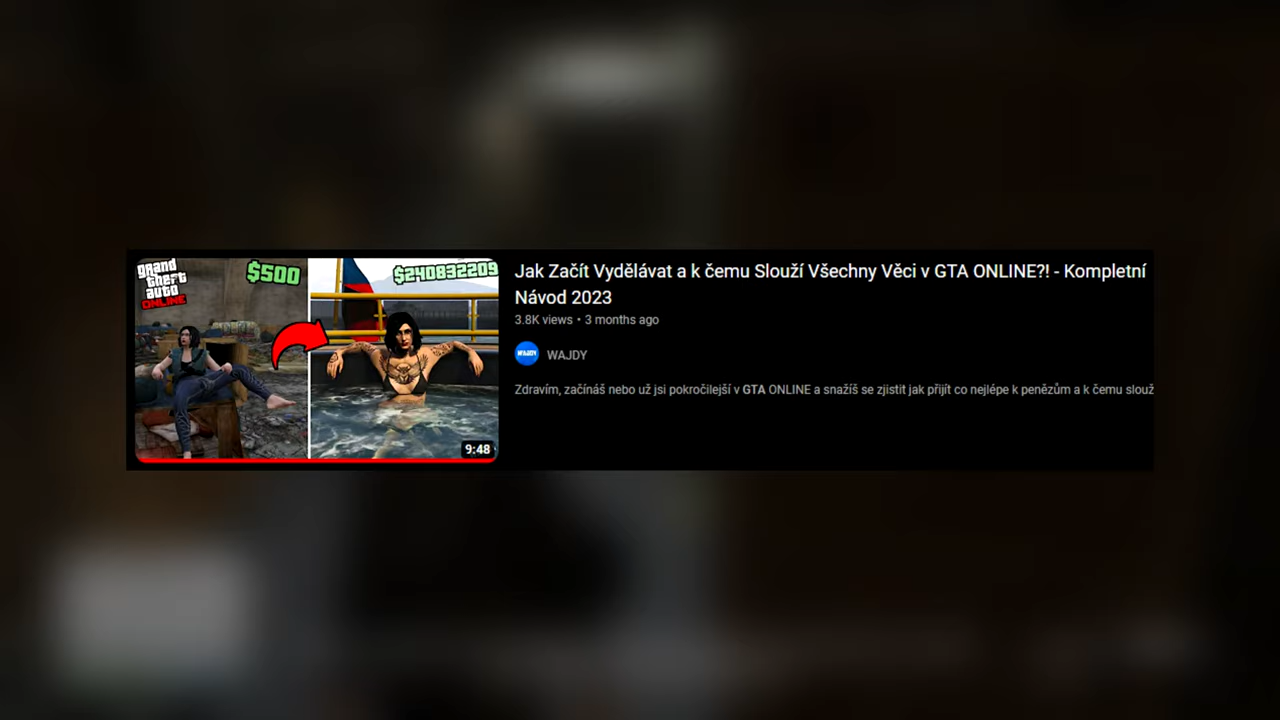 grand
theft
auto
ONLINE
$500
$240832209
9:48
Jak Začít Vydělávat a k čemu Slouží Všechny Věci v GTA ONLINE?! - Kompletní
Návod 2023
3.8K views • 3 months ago
WAJDY
WAJDY
Zdravím, začínáš nebo už jsi pokročilejší v GTA ONLINE a snažíš se zjistit jak přijít co nejlépe k penězům a k čemu slouž